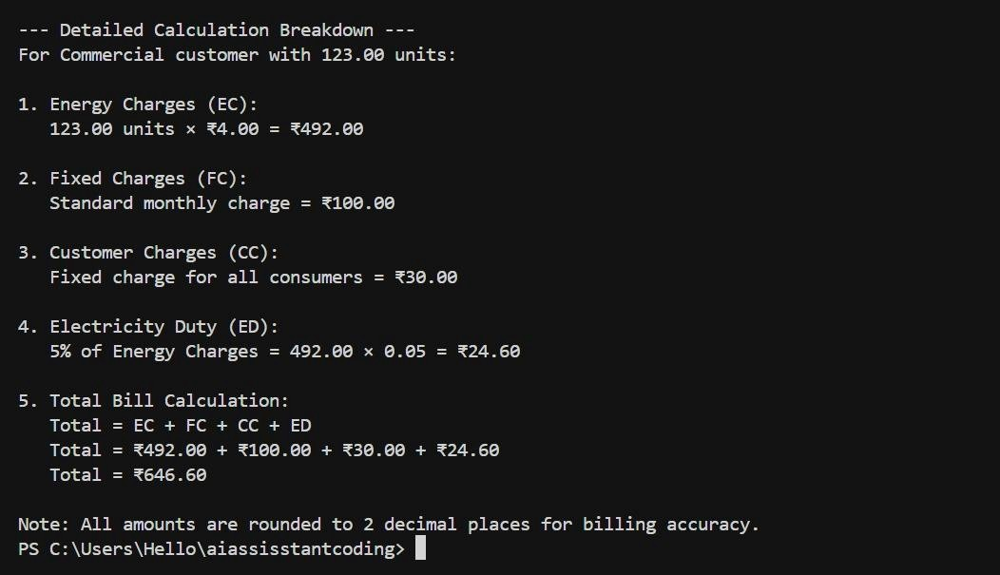 --- Detailed Calculation Breakdown ---
For Commercial customer with 123.00 units:
1. Energy Charges (EC):
123.00 units × ₹4.00 = ₹492.00
2. Fixed Charges (FC):
Standard monthly charge = ₹100.00
3. Customer Charges (CC):
Fixed charge for all consumers = ₹30.00
4. Electricity Duty (ED):
5% of Energy Charges = 492.00 × 0.05 = ₹24.60
5. Total Bill Calculation:
Total = EC + FC + CC + ED
Total = ₹492.00 + ₹100.00 + ₹30.00 + ₹24.60
Total = ₹646.60
Note: All amounts are rounded to 2 decimal places for billing accuracy.
PS C:\Users\Hello\aiassisstantcoding>